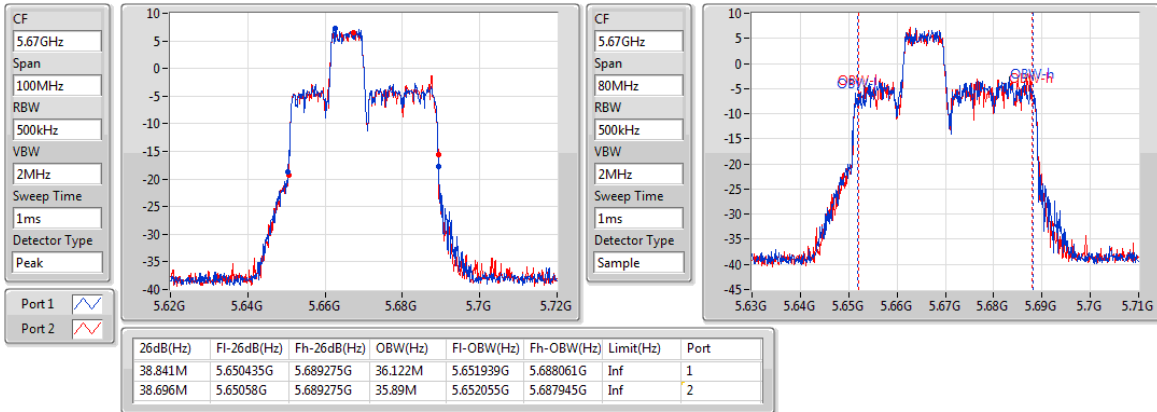 CF
5.67GHz
Span
100MHz
RBW
500kHz
VBW
2MHz
Sweep Time
1ms
Detector Type
Peak
Port 1
Port 2
10
5
0
-5
-10
-15
-20
-25
-30
-35
-40
5.62G 5.64G 5.66G 5.68G 5.7G 5.72G
CF
5.67GHz
Span
80MHz
RBW
500kHz
VBW
2MHz
Sweep Time
1ms
Detector Type
Sample
10
5
0
-5
-10
-15
-20
-25
-30
-35
-40
-45
OBW-h
5.63G 5.64G 5.65G 5.66G 5.67G 5.68G 5.69G 5.7G 5.71G
26dB(Hz) Fl-26dB(Hz) Fh-26dB(Hz) OBW(Hz) Fl-OBW(Hz) Fh-OBW(Hz) Limit(Hz) Port
38.841M 5.650435G 5.689275G 36.122M 5.651939G 5.688061G Inf 1
38.696M 5.65058G 5.689275G 35.89M 5.652055G 5.687945G Inf 2